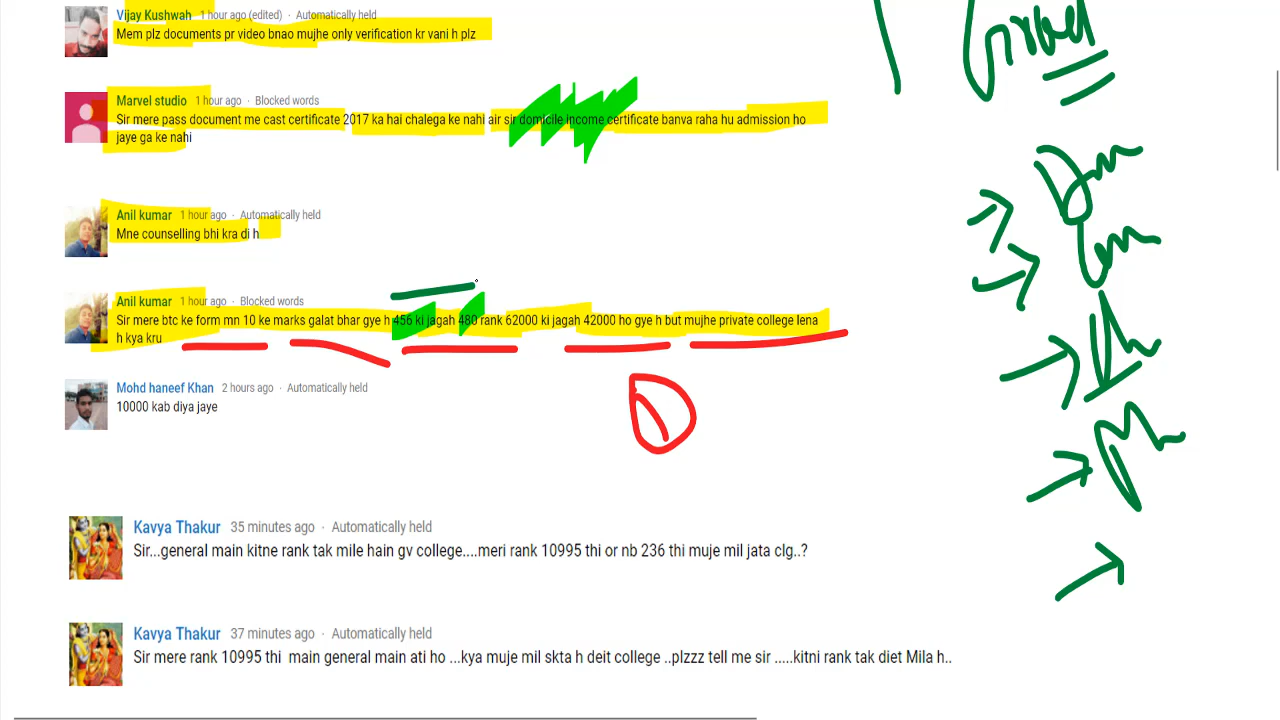 Vijay Kushwah 1 hour ago (edited) · Automatically held
Mem plz documents pr video bnao mujhe only verification kr vani h plz
Marvel studio 1 hour ago · Blocked words
Sir mere pass document me cast certificate 2017 ka hai chalega ke nahi air sir domicile income certificate banva raha hu admission ho
jaye ga ke nahi
Anil kumar 1 hour ago · Automatically held
Mne counselling bhi kra di h
Anil kumar 1 hour ago · Blocked words
Sir mere btc ke form mn 10 ke marks galat bhar gye h 456 ki jagah 480 rank 62000 ki jagah 42000 ho gye h but mujhe private college lena
h kya kru
Mohd haneef Khan 2 hours ago · Automatically held
10000 kab diya jaye
Kavya Thakur 35 minutes ago · Automatically held
Sir...general main kitne rank tak mile hain gv college....meri rank 10995 thi or nb 236 thi muje mil jata clg..?
Kavya Thakur 37 minutes ago · Automatically held
Sir mere rank 10995 thi main general main ati ho ...kya muje mil skta h deit college ..plzzz tell me sir .....kitni rank tak diet Mila h..